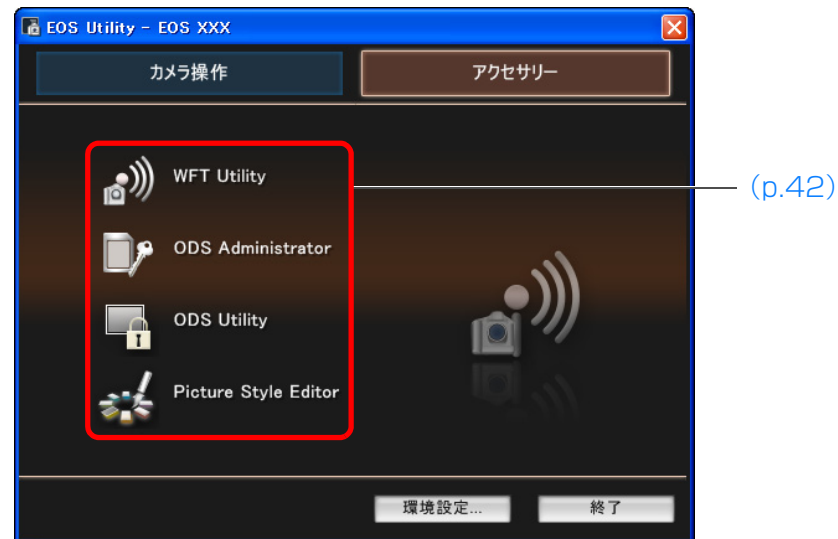 EOS Utility - EOS XXX
カメラ操作
アクセサリー
WFT Utility
(p.42)
ODS Administrator
ODS Utility
Picture Style Editor
環境設定...
終了